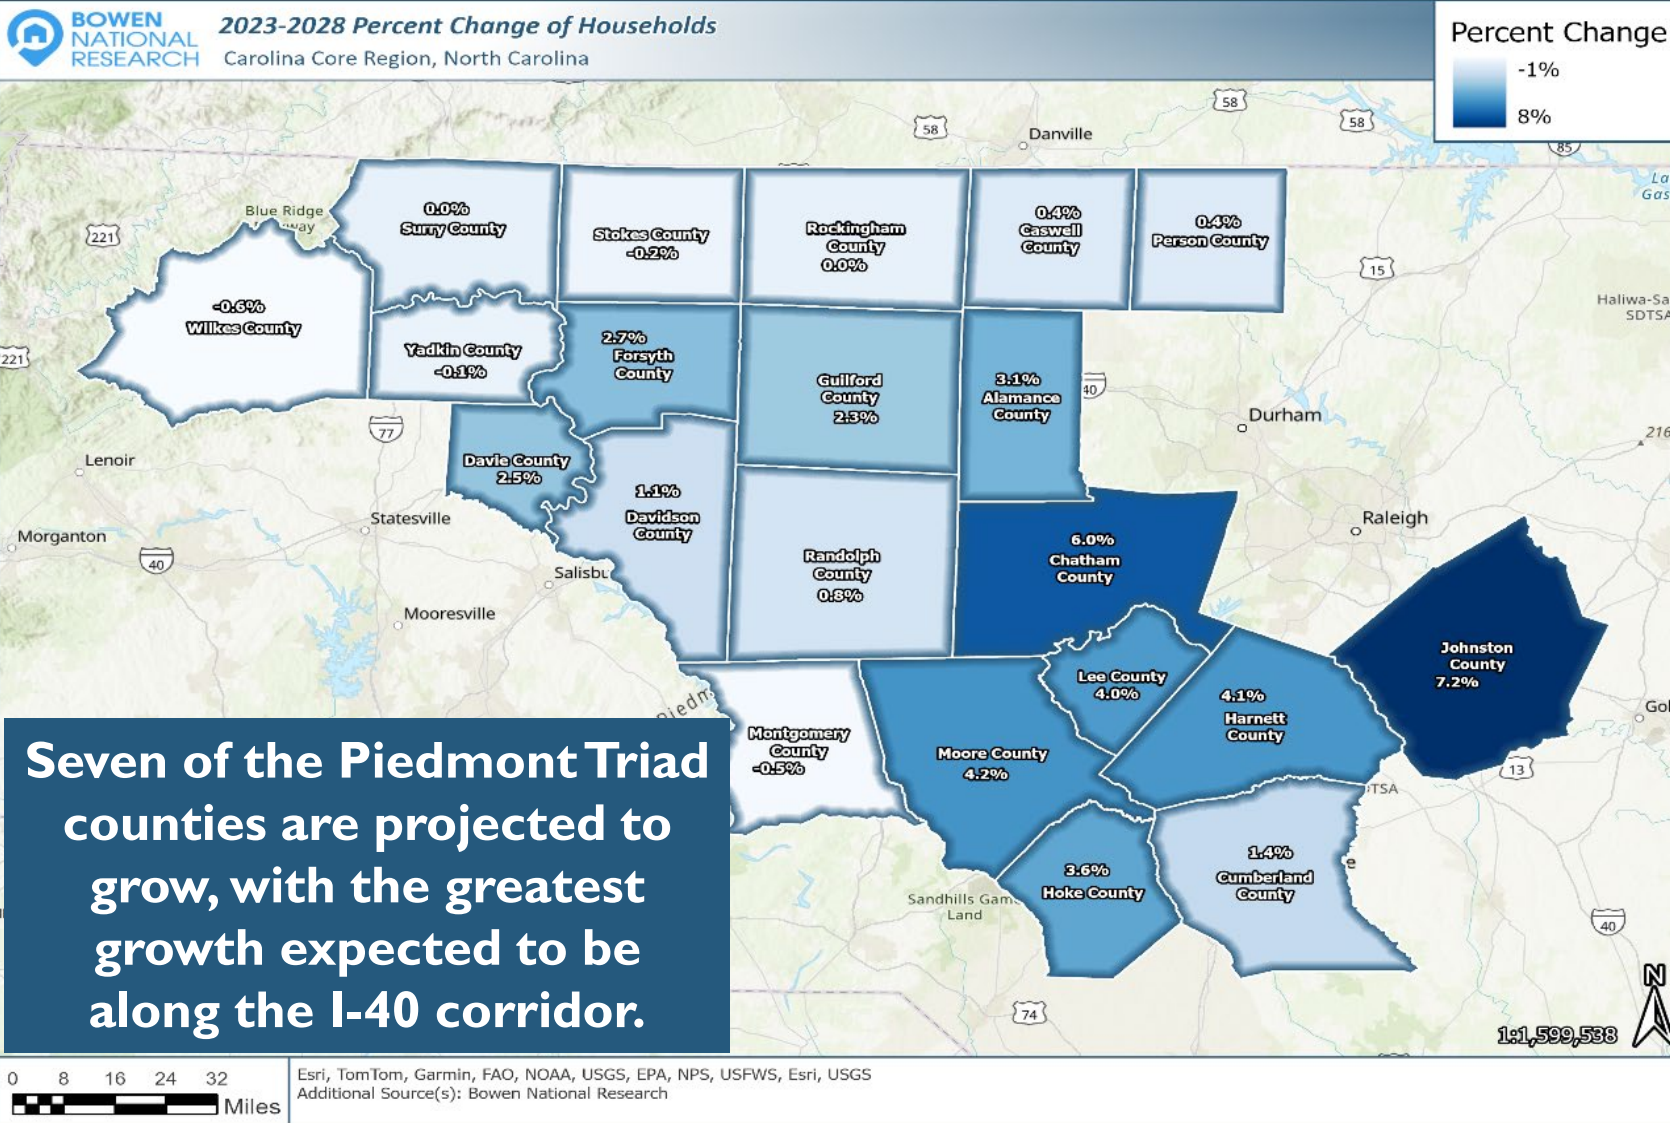 BOWEN
NATIONAL
RESEARCH
2023-2028 Percent Change of Households
Carolina Core Region, North Carolina
Percent Change
-1%
8%
58
58
58
Danville
85
221
Blue Ridge
way
0.0%
Surry County
Stokes County
-0.2%
Rockingham
County
0.0%
0.4%
Caswell
County
0.4%
Person County
La
Gas
15
Haliwa-Sa
SDTSA
-0.6%
Wilkes County
221
Yadkin County
-0.1%
2.7%
Forsyth
County
Guilford
County
2.3%
3.1%
Alamance
County
40
Durham
216
77
Lenoir
Davie County
2.5%
1.1%
Davidson
County
Statesville
Raleigh
Morganton
40
6.0%
Chatham
County
Randolph
County
0.8%
Salisbu
Mooresville
Johnston
County
7.2%
Lee County
4.0%
4.1%
Harnett
County
Gol
Piedm
Montgomery
County
-0.5%
Moore County
4.2%
13
TSA
Seven of the Piedmont Triad
counties are projected to
grow, with the greatest
growth expected to be
along the I-40 corridor.
1.4%
Cumberland
County
e
3.6%
Hoke County
Sandhills Game
Land
40
74
N
1:1,599,538
0 8 16 24 32
Miles
Esri, TomTom, Garmin, FAO, NOAA, USGS, EPA, NPS, USFWS, Esri, USGS
Additional Source(s): Bowen National Research